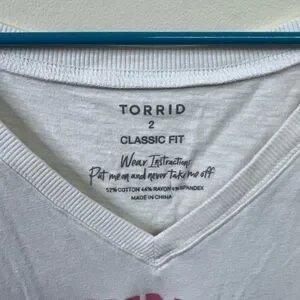 TORRID
2
CLASSIC FIT
Wear Instructions
Put me on and never take me off
52% COTTON 44% RAYON 4% SPANDEX
MADE IN CHINA